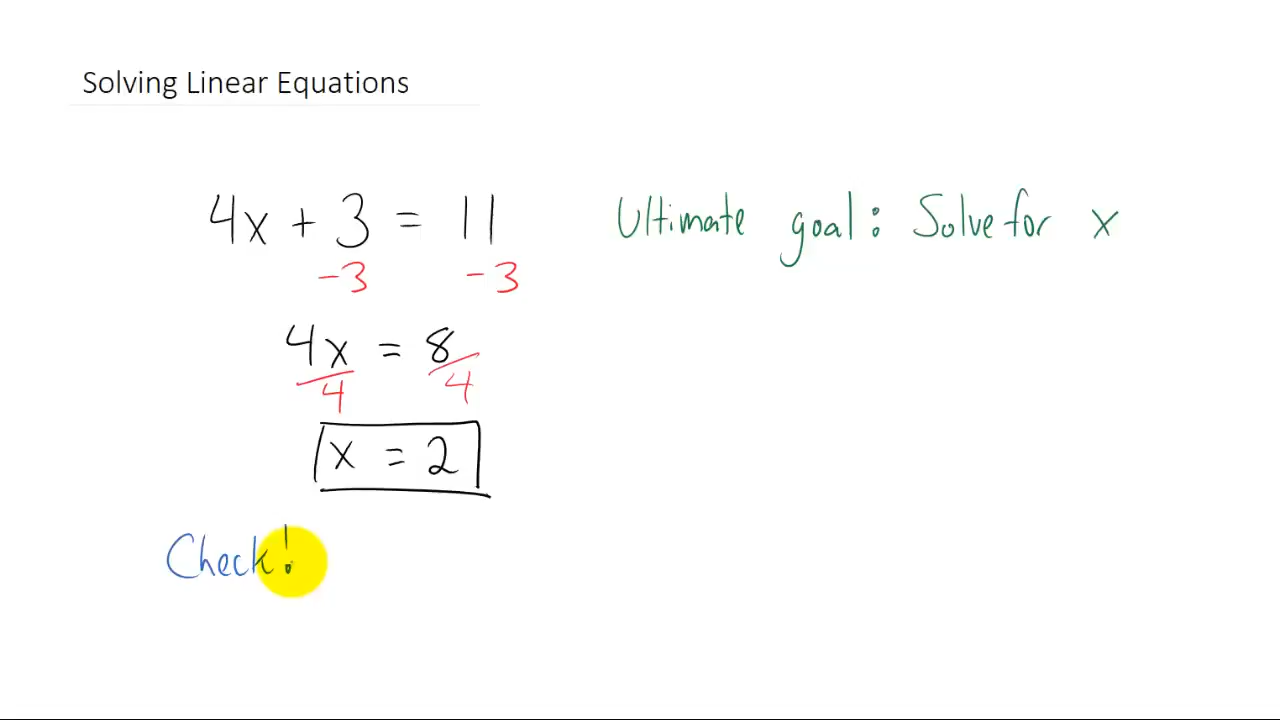 Solving Linear Equations
4x + 3 = 11
Ultimate goal: Solve for x
-3 -3
4x = 8
4 4
x = 2
Check!